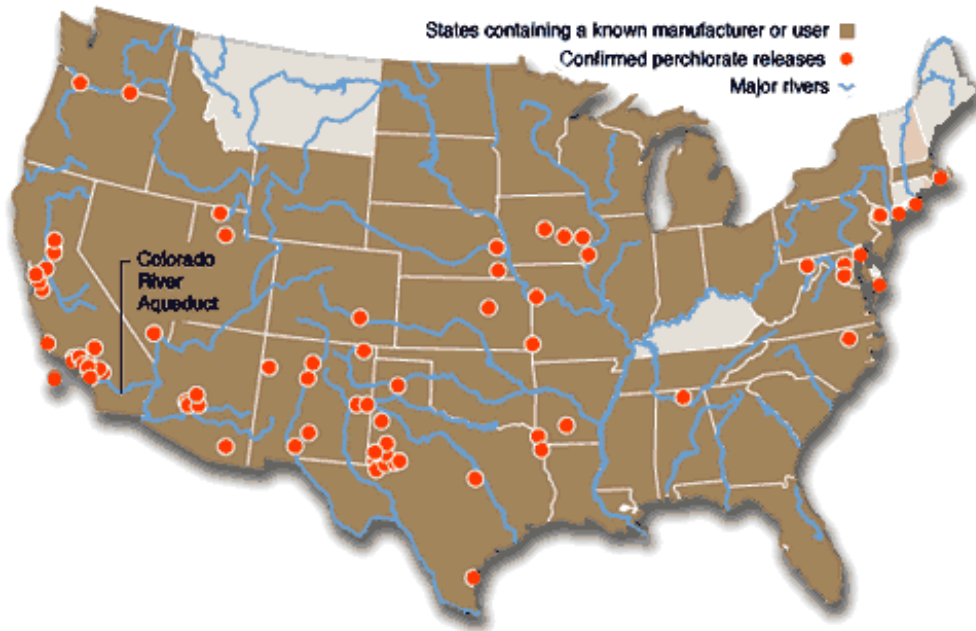 States containing a known manufacturer or user
Confirmed perchlorate releases
Major rivers
Colorado
River
Aqueduct